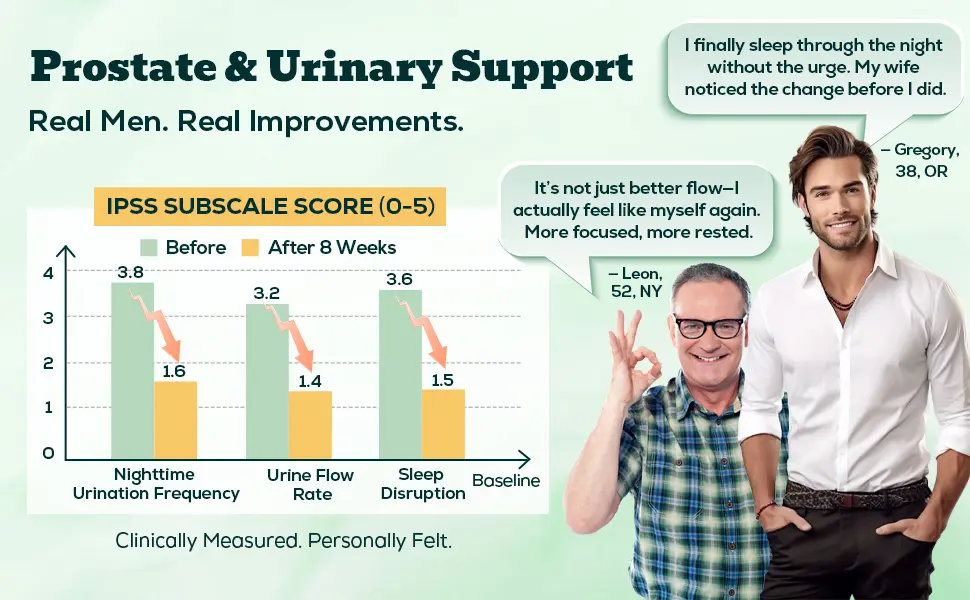 Prostate & Urinary Support
Real Men. Real Improvements.
I finally sleep through the night
without the urge. My wife
noticed the change before I did.
– Gregory,
38, OR
It's not just better flow—I
actually feel like myself again.
More focused, more rested.
– Leon,
52, NY
IPSS SUBSCALE SCORE (0-5)
Before
After 8 Weeks
4
3
2
1
0
3.8
1.6
3.2
1.4
3.6
1.5
Nighttime
Urination Frequency
Urine Flow
Rate
Sleep
Disruption
Baseline
Clinically Measured. Personally Felt.